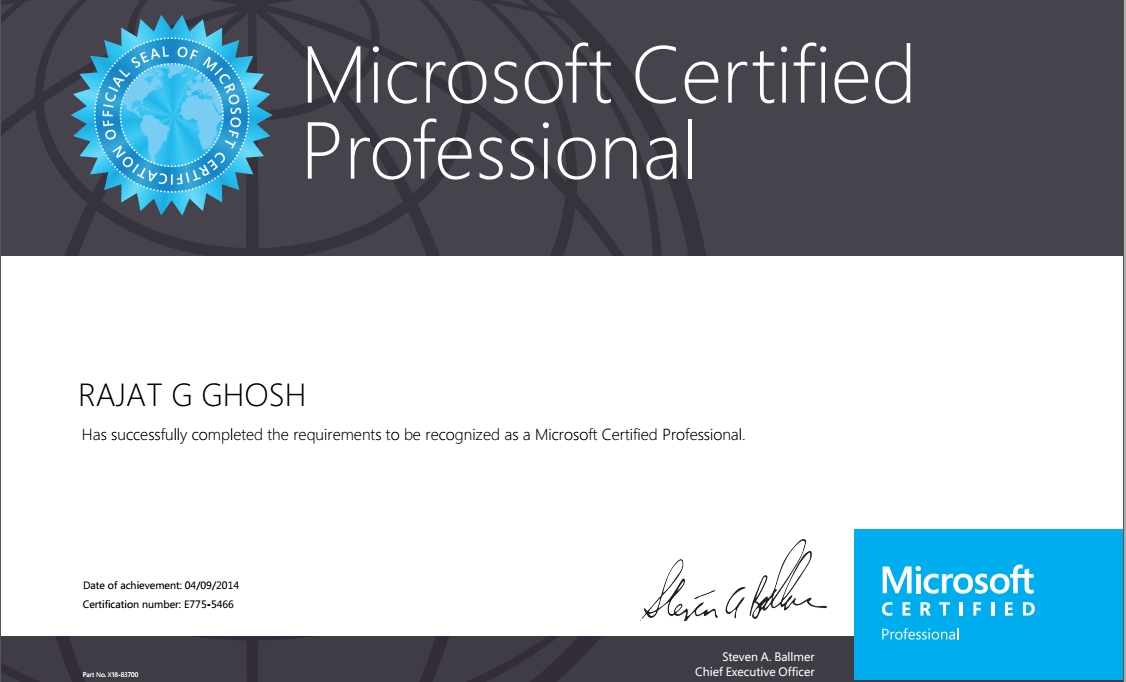 OFFICIAL SEAL OF MICROSOFT CERTIFICATION
Microsoft Certified
Professional
RAJAT G GHOSH
Has successfully completed the requirements to be recognized as a Microsoft Certified Professional.
Date of achievement: 04/09/2014
Certification number: E775-5466
Steven A Ballmer
Microsoft
CERTIFIED
Professional
Steven A. Ballmer
Chief Executive Officer
Part No. X18-83700